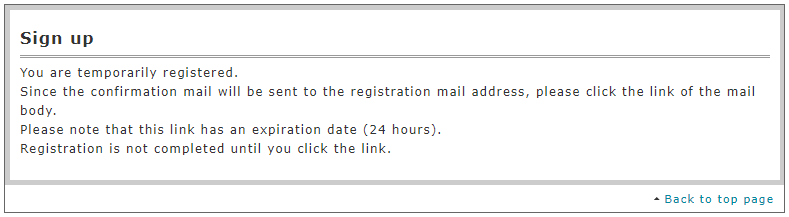 Sign up
You are temporarily registered.
Since the confirmation mail will be sent to the registration mail address, please click the link of the mail
body.
Please note that this link has an expiration date (24 hours).
Registration is not completed until you click the link.
Back to top page